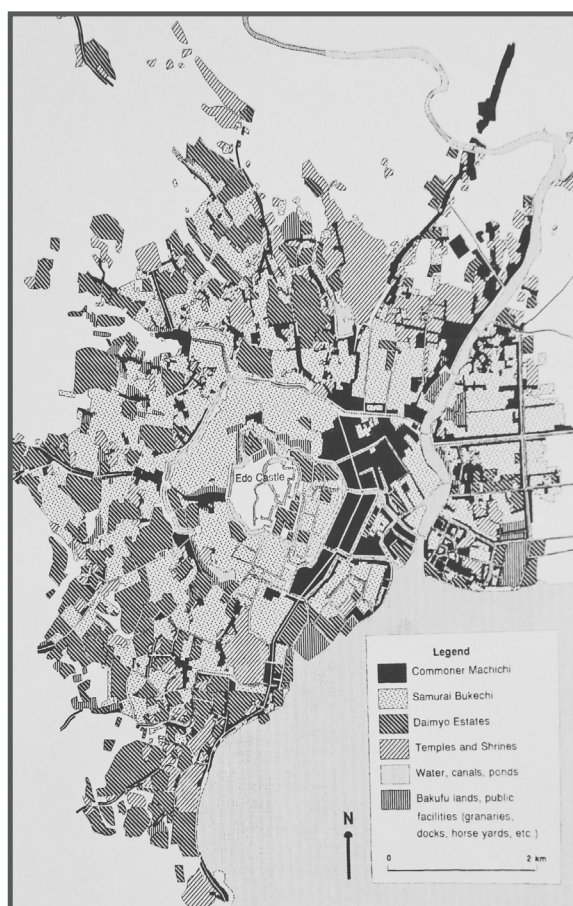 Edo Castle
Legend
Commoner Machichi
Samurai Bukechi
Daimyo Estates
Temples and Shrines
Water, canals, ponds
Bakufu lands, public
facilities (granaries,
docks, horse yards, etc.)
N
0 2 km